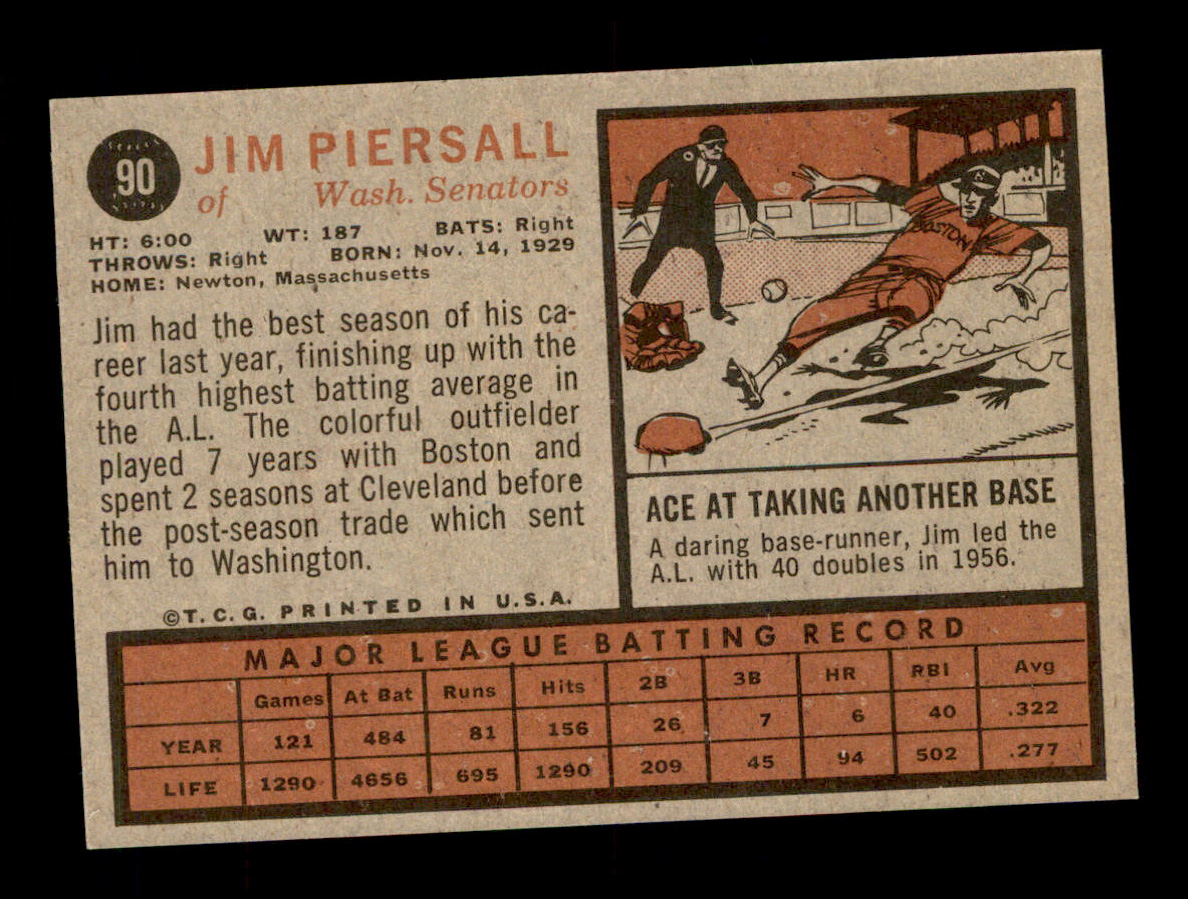 90
JIM PIERSALL
of Wash. Senators
HT: 6:00 WT: 187 BATS: Right
THROWS: Right BORN: Nov. 14, 1929
HOME: Newton, Massachusetts
Jim had the best season of his ca-
reer last year, finishing up with the
fourth highest batting average in
the A.L. The colorful outfielder
played 7 years with Boston and
spent 2 seasons at Cleveland before
the post-season trade which sent
him to Washington.
©T.C.G. PRINTED IN U.S.A.
B
BOSTON
ACE AT TAKING ANOTHER BASE
A daring base-runner, Jim led the
A.L. with 40 doubles in 1956.
MAJOR LEAGUE BATTING RECORD
Games At Bat Runs Hits 2B 3B HR RBI Avg
YEAR 121 484 81 156 26 7 6 40 .322
LIFE 1290 4656 695 1290 209 45 94 502 .277